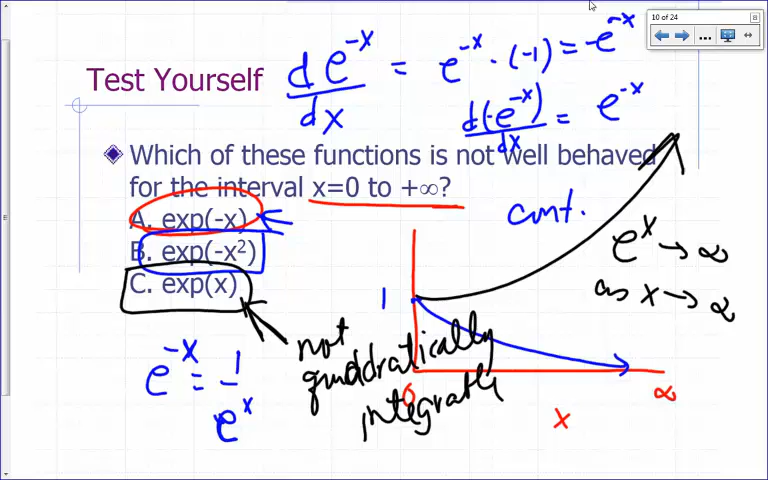 10 of 24
Test Yourself
d e^-x / dx = e^-x · (-1) = -e^-x
d(-e^-x) / dx = e^-x
Which of these functions is not well behaved
for the interval x=0 to +∞?
A. exp(-x)
B. exp(-x²)
C. exp(x)
cont.
e^x → ∞
as x → ∞
1
not
quadratically
integrable
e^-x = 1 / e^x
0
∞
x